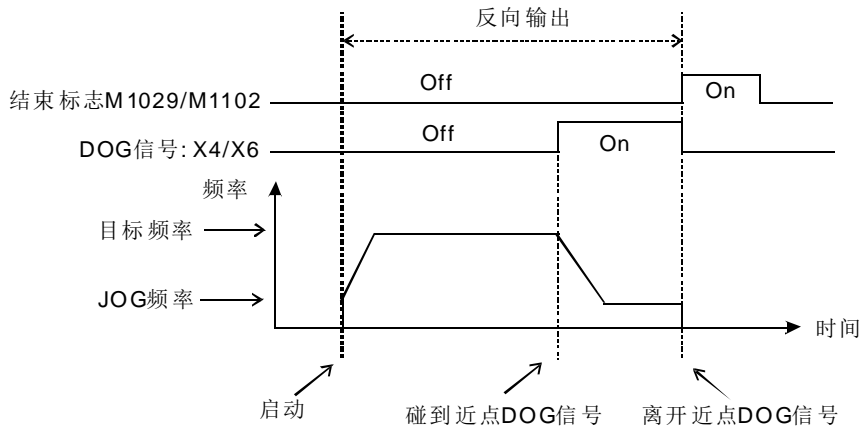 反向输出
结束标志M1029/M1102
Off
On
DOG信号: X4/X6
Off
On
频率
目标频率
JOG频率
时间
启动
碰到近点DOG信号
离开近点DOG信号